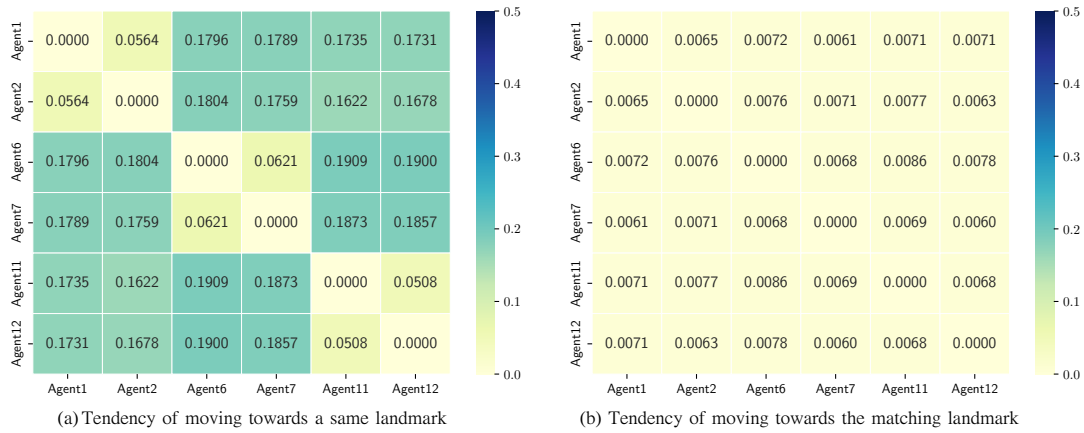 Agent1 0.0000 0.0564 0.1796 0.1789 0.1735 0.1731
Agent2 0.0564 0.0000 0.1804 0.1759 0.1622 0.1678
Agent6 0.1796 0.1804 0.0000 0.0621 0.1909 0.1900
Agent7 0.1789 0.1759 0.0621 0.0000 0.1873 0.1857
Agent11 0.1735 0.1622 0.1909 0.1873 0.0000 0.0508
Agent12 0.1731 0.1678 0.1900 0.1857 0.0508 0.0000
Agent1 Agent2 Agent6 Agent7 Agent11 Agent12
0.5
0.4
0.3
0.2
0.1
0.0
(a) Tendency of moving towards a same landmark
Agent1 0.0000 0.0065 0.0072 0.0061 0.0071 0.0071
Agent2 0.0065 0.0000 0.0076 0.0071 0.0077 0.0063
Agent6 0.0072 0.0076 0.0000 0.0068 0.0086 0.0078
Agent7 0.0061 0.0071 0.0068 0.0000 0.0069 0.0060
Agent11 0.0071 0.0077 0.0086 0.0069 0.0000 0.0068
Agent12 0.0071 0.0063 0.0078 0.0060 0.0068 0.0000
Agent1 Agent2 Agent6 Agent7 Agent11 Agent12
0.5
0.4
0.3
0.2
0.1
0.0
(b) Tendency of moving towards the matching landmark